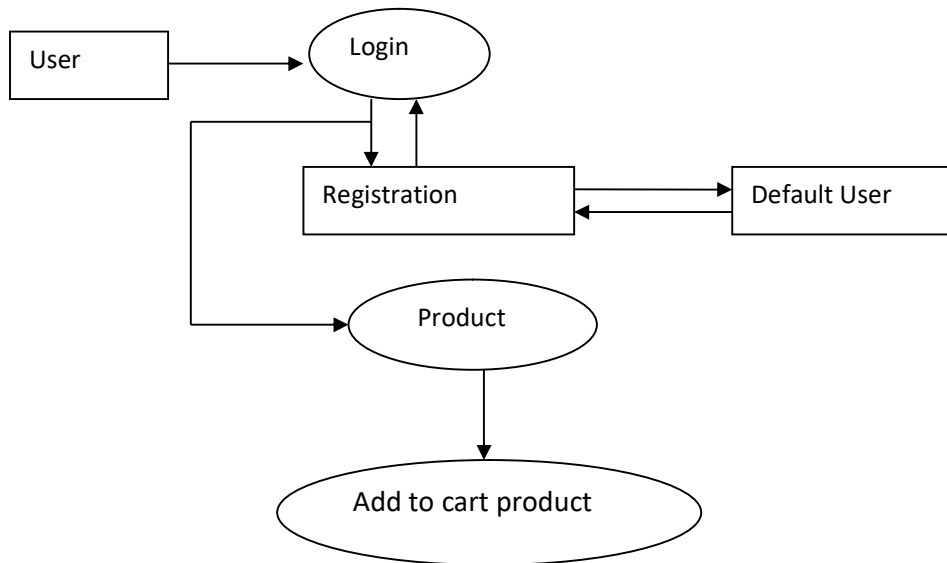 Login
User
Registration
Default User
Product
Add to cart product